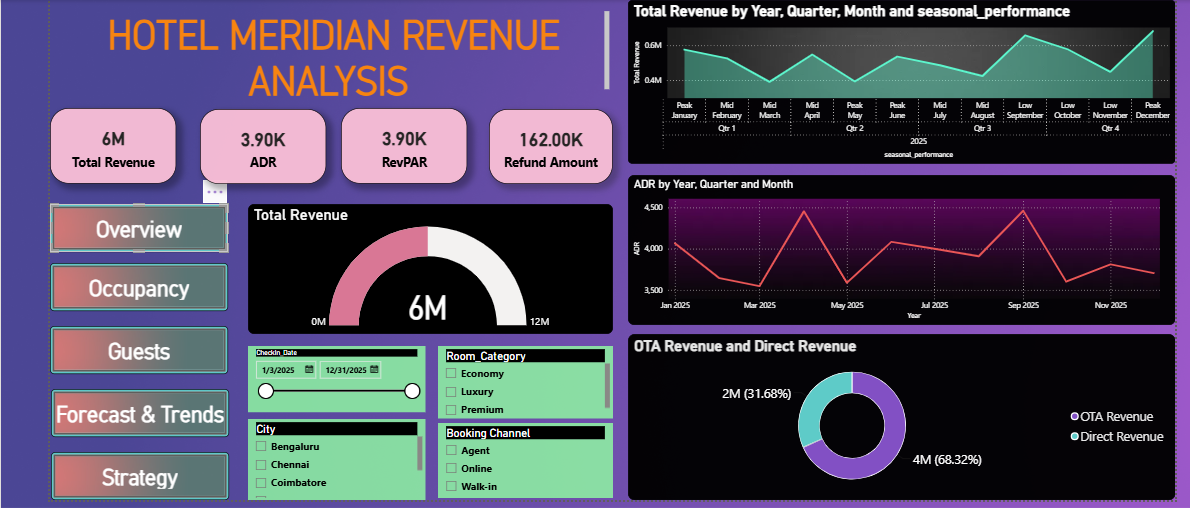 HOTEL MERIDIAN REVENUE
ANALYSIS
6M
Total Revenue
3.90K
ADR
3.90K
RevPAR
162.00K
Refund Amount
Overview
Occupancy
Guests
Forecast & Trends
Strategy
Total Revenue
6M
0M
12M
Checkin_Date
1/3/2025
12/31/2025
City
Bengaluru
Chennai
Coimbatore
Room_Category
Economy
Luxury
Premium
Booking Channel
Agent
Online
Walk-in
Total Revenue by Year, Quarter, Month and seasonal_performance
Total Revenue
0.6M
0.4M
Peak Mid Mid Mid Peak Peak Mid Mid Low Low Low Peak
January February March April May June July August September October November December
Qtr 1 Qtr 2 Qtr 3 Qtr 4
2025
seasonal_performance
ADR by Year, Quarter and Month
ADR
4,500
4,000
3,500
Jan 2025 Mar 2025 May 2025 Jul 2025 Sep 2025 Nov 2025
Year
OTA Revenue and Direct Revenue
2M (31.68%)
4M (68.32%)
OTA Revenue
Direct Revenue